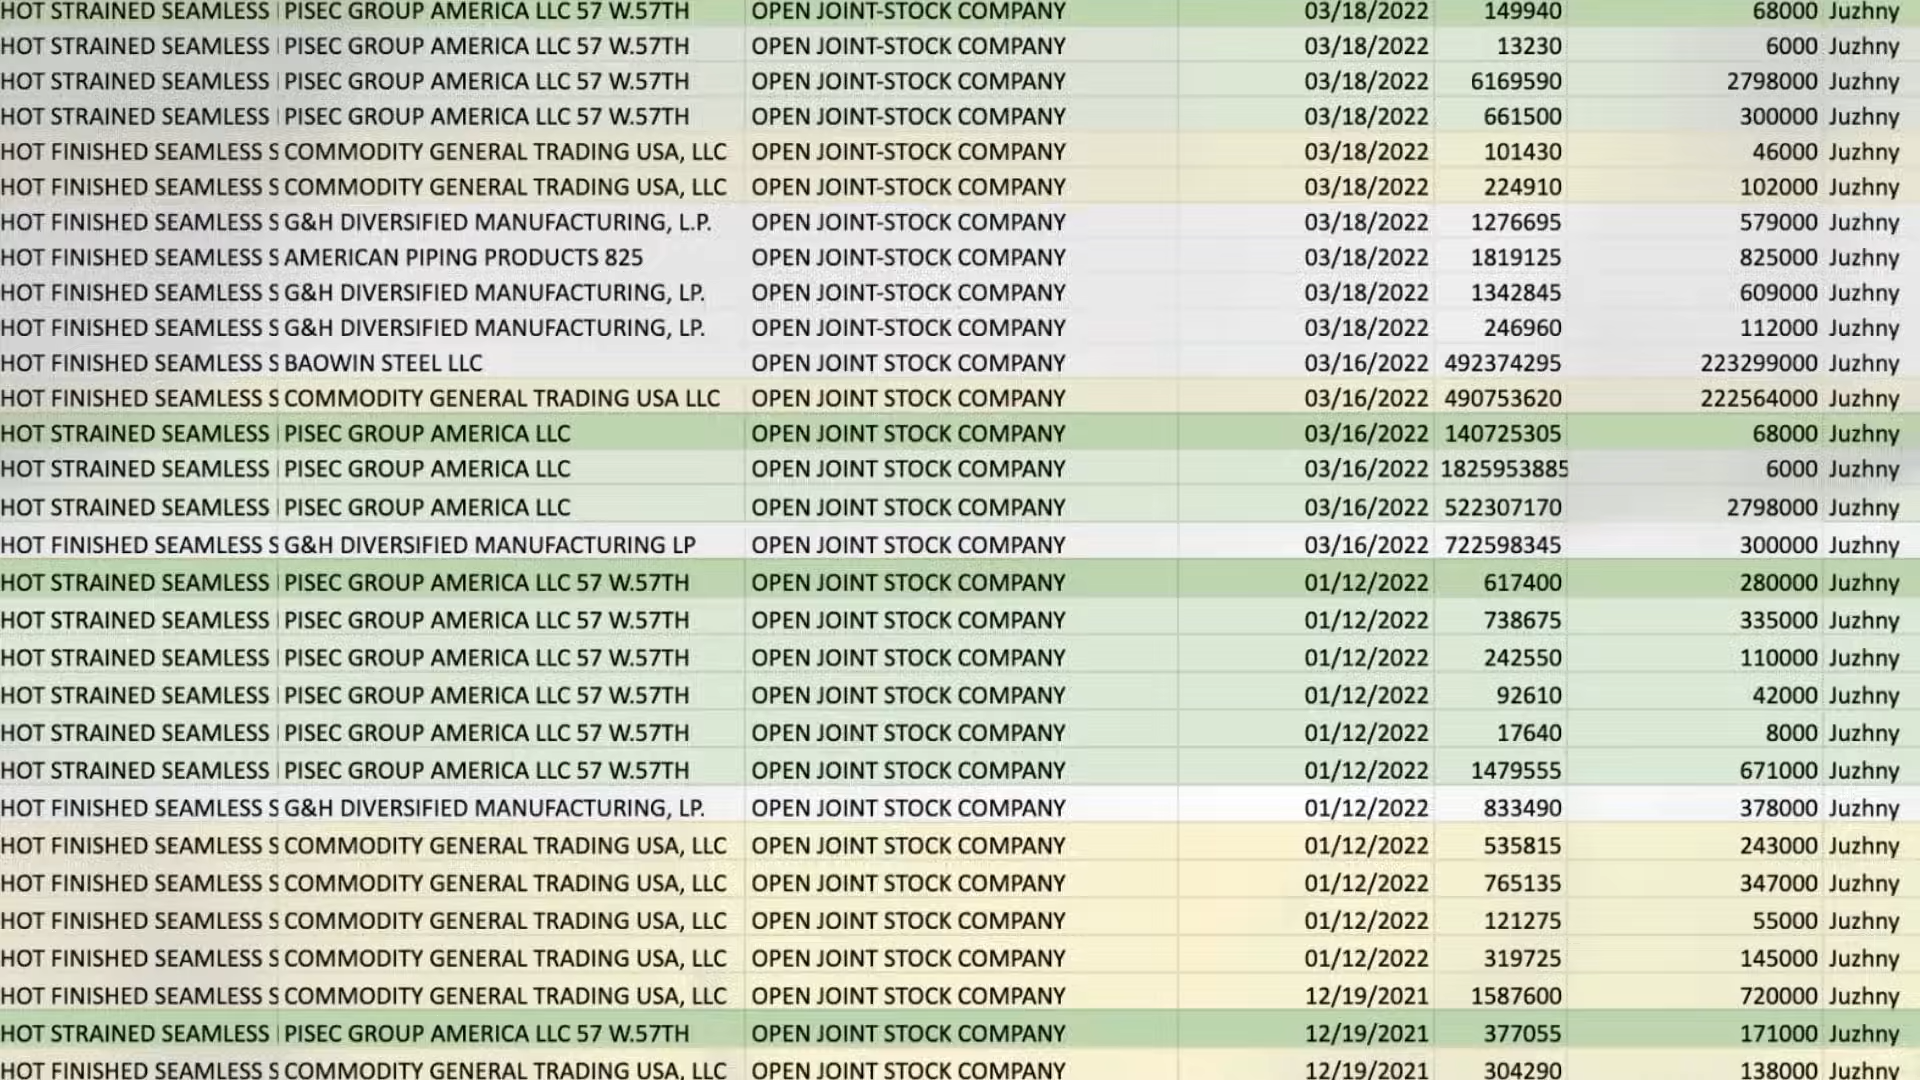 HOT STRAINED SEAMLESS PISEC GROUP AMERICA LLC 57 W.57TH OPEN JOINT-STOCK COMPANY 03/18/2022 149940 68000 Juzhny
HOT STRAINED SEAMLESS PISEC GROUP AMERICA LLC 57 W.57TH OPEN JOINT-STOCK COMPANY 03/18/2022 13230 6000 Juzhny
HOT STRAINED SEAMLESS PISEC GROUP AMERICA LLC 57 W.57TH OPEN JOINT-STOCK COMPANY 03/18/2022 6169590 2798000 Juzhny
HOT STRAINED SEAMLESS PISEC GROUP AMERICA LLC 57 W.57TH OPEN JOINT-STOCK COMPANY 03/18/2022 661500 300000 Juzhny
HOT FINISHED SEAMLESS S COMMODITY GENERAL TRADING USA, LLC OPEN JOINT-STOCK COMPANY 03/18/2022 101430 46000 Juzhny
HOT FINISHED SEAMLESS S COMMODITY GENERAL TRADING USA, LLC OPEN JOINT-STOCK COMPANY 03/18/2022 224910 102000 Juzhny
HOT FINISHED SEAMLESS S G&H DIVERSIFIED MANUFACTURING, L.P. OPEN JOINT-STOCK COMPANY 03/18/2022 1276695 579000 Juzhny
HOT FINISHED SEAMLESS S AMERICAN PIPING PRODUCTS 825 OPEN JOINT-STOCK COMPANY 03/18/2022 1819125 825000 Juzhny
HOT FINISHED SEAMLESS S G&H DIVERSIFIED MANUFACTURING, LP. OPEN JOINT-STOCK COMPANY 03/18/2022 1342845 609000 Juzhny
HOT FINISHED SEAMLESS S G&H DIVERSIFIED MANUFACTURING, LP. OPEN JOINT-STOCK COMPANY 03/18/2022 246960 112000 Juzhny
HOT FINISHED SEAMLESS S BAOWIN STEEL LLC OPEN JOINT STOCK COMPANY 03/16/2022 492374295 223299000 Juzhny
HOT FINISHED SEAMLESS S COMMODITY GENERAL TRADING USA LLC OPEN JOINT STOCK COMPANY 03/16/2022 490753620 222564000 Juzhny
HOT STRAINED SEAMLESS PISEC GROUP AMERICA LLC OPEN JOINT STOCK COMPANY 03/16/2022 140725305 68000 Juzhny
HOT STRAINED SEAMLESS PISEC GROUP AMERICA LLC OPEN JOINT STOCK COMPANY 03/16/2022 1825953885 6000 Juzhny
HOT STRAINED SEAMLESS PISEC GROUP AMERICA LLC OPEN JOINT STOCK COMPANY 03/16/2022 522307170 2798000 Juzhny
HOT FINISHED SEAMLESS S G&H DIVERSIFIED MANUFACTURING LP OPEN JOINT STOCK COMPANY 03/16/2022 722598345 300000 Juzhny
HOT STRAINED SEAMLESS PISEC GROUP AMERICA LLC 57 W.57TH OPEN JOINT STOCK COMPANY 01/12/2022 617400 280000 Juzhny
HOT STRAINED SEAMLESS PISEC GROUP AMERICA LLC 57 W.57TH OPEN JOINT STOCK COMPANY 01/12/2022 738675 335000 Juzhny
HOT STRAINED SEAMLESS PISEC GROUP AMERICA LLC 57 W.57TH OPEN JOINT STOCK COMPANY 01/12/2022 242550 110000 Juzhny
HOT STRAINED SEAMLESS PISEC GROUP AMERICA LLC 57 W.57TH OPEN JOINT STOCK COMPANY 01/12/2022 92610 42000 Juzhny
HOT STRAINED SEAMLESS PISEC GROUP AMERICA LLC 57 W.57TH OPEN JOINT STOCK COMPANY 01/12/2022 17640 8000 Juzhny
HOT STRAINED SEAMLESS PISEC GROUP AMERICA LLC 57 W.57TH OPEN JOINT STOCK COMPANY 01/12/2022 1479555 671000 Juzhny
HOT FINISHED SEAMLESS S G&H DIVERSIFIED MANUFACTURING, LP. OPEN JOINT STOCK COMPANY 01/12/2022 833490 378000 Juzhny
HOT FINISHED SEAMLESS S COMMODITY GENERAL TRADING USA, LLC OPEN JOINT STOCK COMPANY 01/12/2022 535815 243000 Juzhny
HOT FINISHED SEAMLESS S COMMODITY GENERAL TRADING USA, LLC OPEN JOINT STOCK COMPANY 01/12/2022 765135 347000 Juzhny
HOT FINISHED SEAMLESS S COMMODITY GENERAL TRADING USA, LLC OPEN JOINT STOCK COMPANY 01/12/2022 121275 55000 Juzhny
HOT FINISHED SEAMLESS S COMMODITY GENERAL TRADING USA, LLC OPEN JOINT STOCK COMPANY 01/12/2022 319725 145000 Juzhny
HOT FINISHED SEAMLESS S COMMODITY GENERAL TRADING USA, LLC OPEN JOINT STOCK COMPANY 12/19/2021 1587600 720000 Juzhny
HOT STRAINED SEAMLESS PISEC GROUP AMERICA LLC 57 W.57TH OPEN JOINT STOCK COMPANY 12/19/2021 377055 171000 Juzhny
HOT FINISHED SEAMLESS S COMMODITY GENERAL TRADING USA, LLC OPEN JOINT STOCK COMPANY 12/19/2021 304290 138000 Juzhny